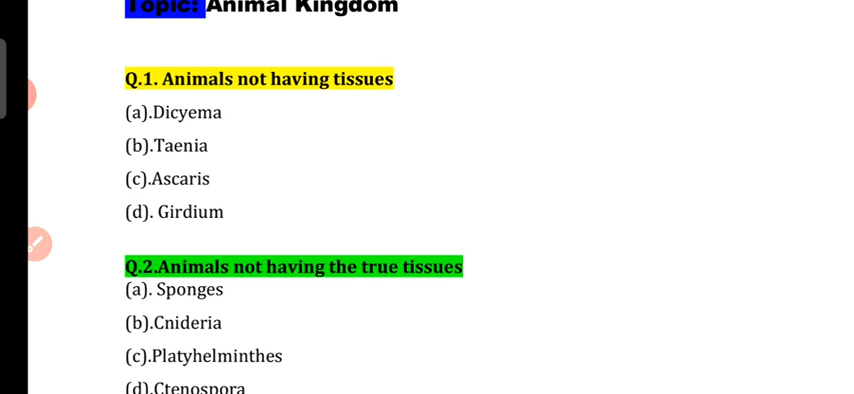 Topic: Animal Kingdom
Q.1. Animals not having tissues
(a).Dicyema
(b).Taenia
(c).Ascaris
(d). Girdium
Q.2.Animals not having the true tissues
(a). Sponges
(b).Cnideria
(c).Platyhelminthes
(d).Ctenospora